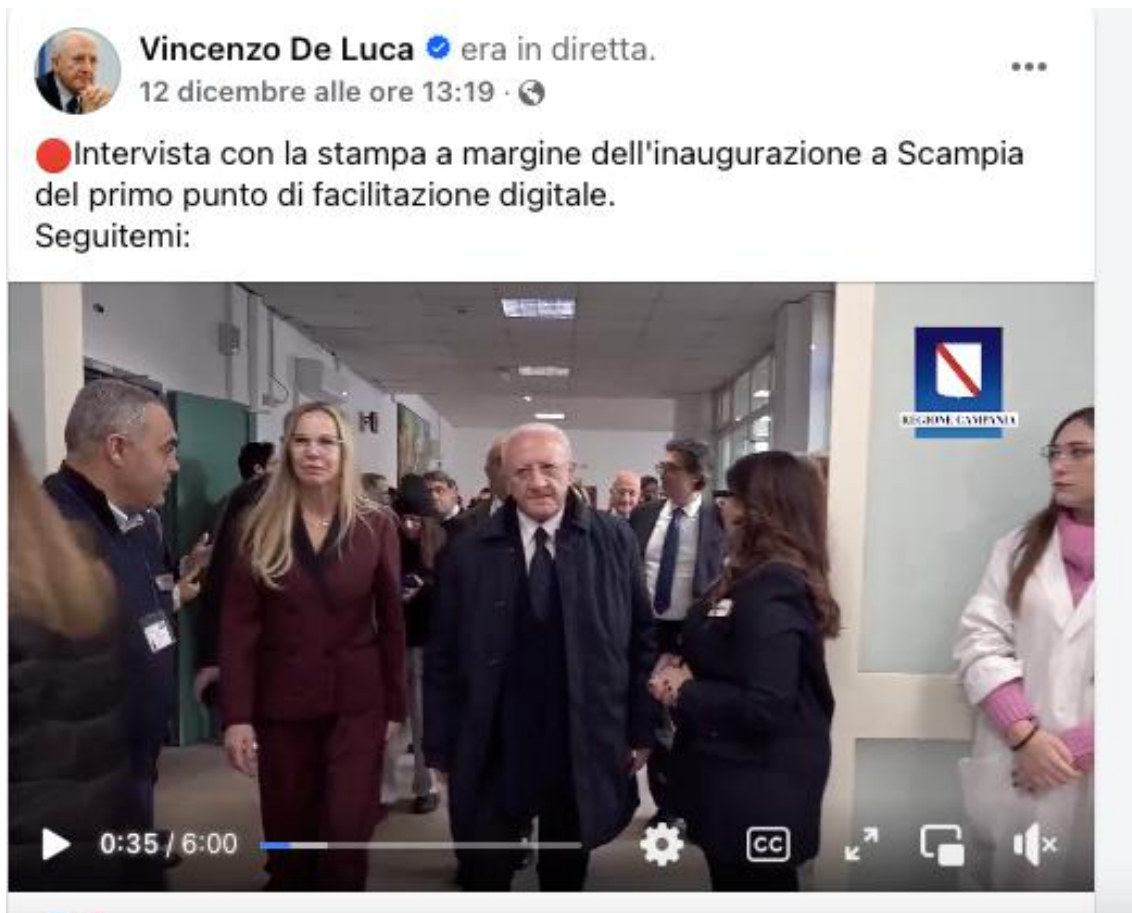 Vincenzo De Luca era in diretta.
12 dicembre alle ore 13:19 ·
Intervista con la stampa a margine dell'inaugurazione a Scampia
del primo punto di facilitazione digitale.
Seguitemi:
REGIONE CAMPANIA
0:35 / 6:00
CC